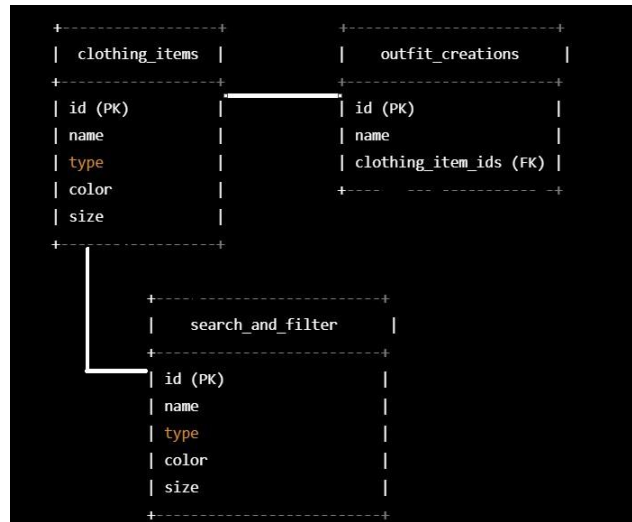 clothing_items
id (PK)
name
type
color
size
outfit_creations
id (PK)
name
clothing_item_ids (FK)
search_and_filter
id (PK)
name
type
color
size